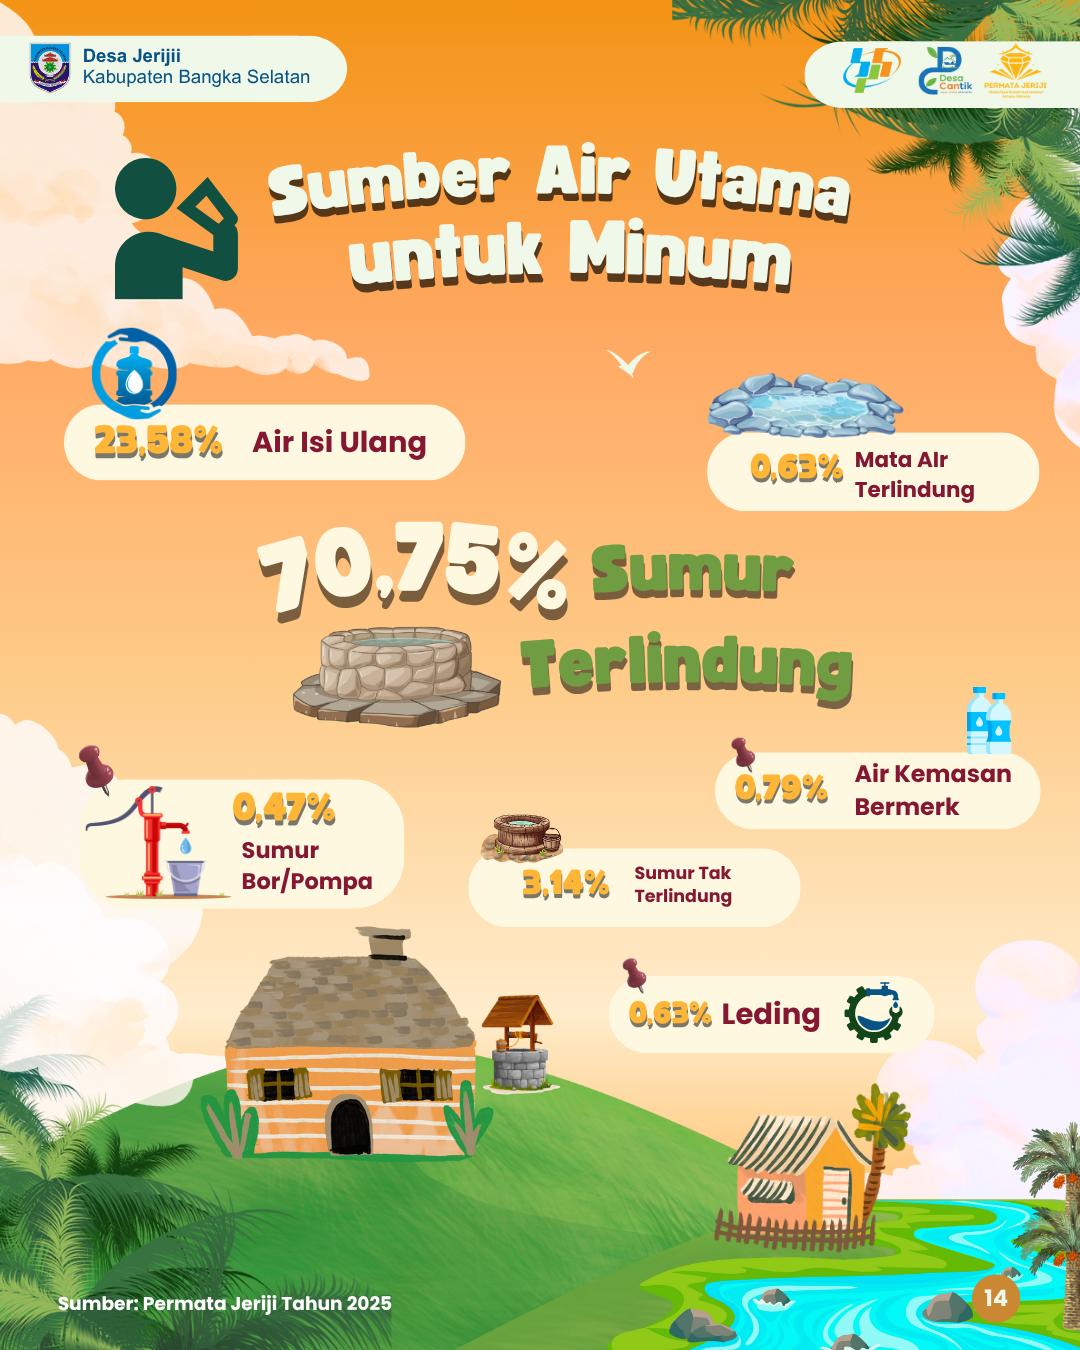 Desa Jerijii
Kabupaten Bangka Selatan
Desa
Cantik
PERMATA JERIJI
Sumber Air Utama
untuk Minum
23,58% Air Isi Ulang
0,63% Mata AIr
Terlindung
70,75% Sumur
Terlindung
0,79% Air Kemasan
Bermerk
0,47%
Sumur
Bor/Pompa
3,14% Sumur Tak
Terlindung
0,63% Leding
Sumber: Permata Jeriji Tahun 2025
14